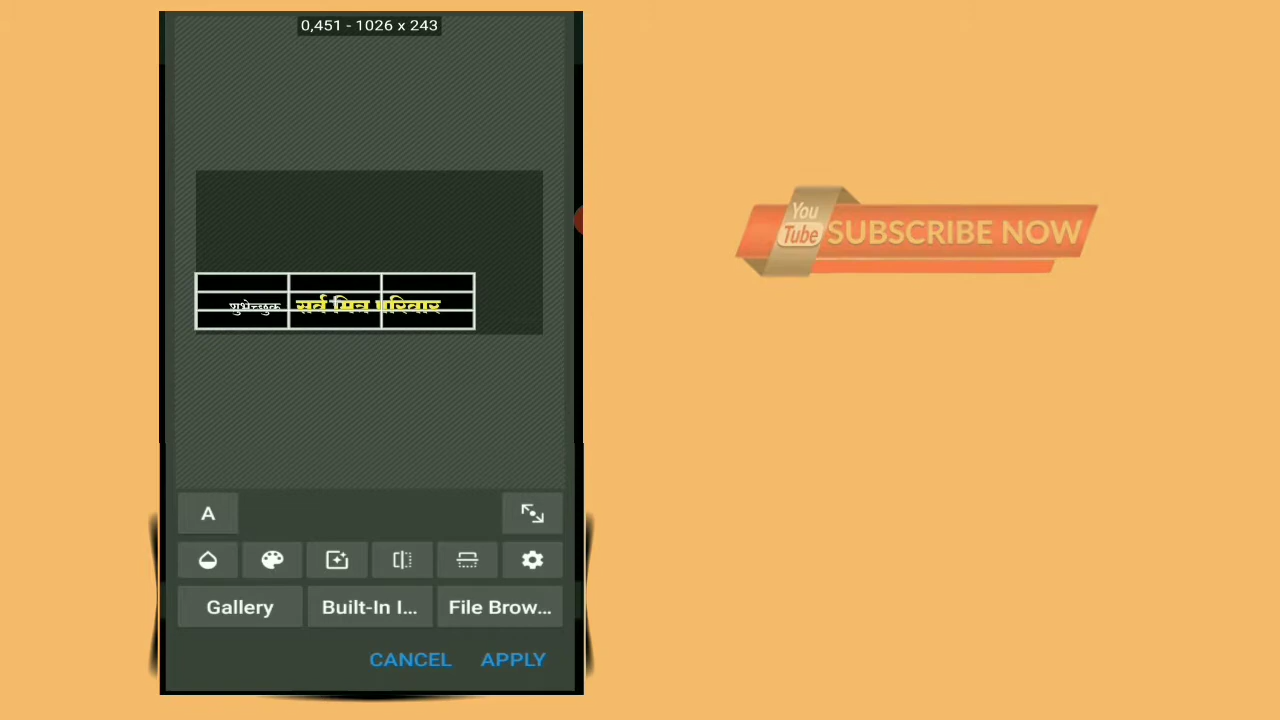 0,451 - 1026 x 243
शुभेच्छुक सर्व मित्र परिवार
A
Gallery Built-In I... File Brow...
CANCEL APPLY
You
Tube SUBSCRIBE NOW